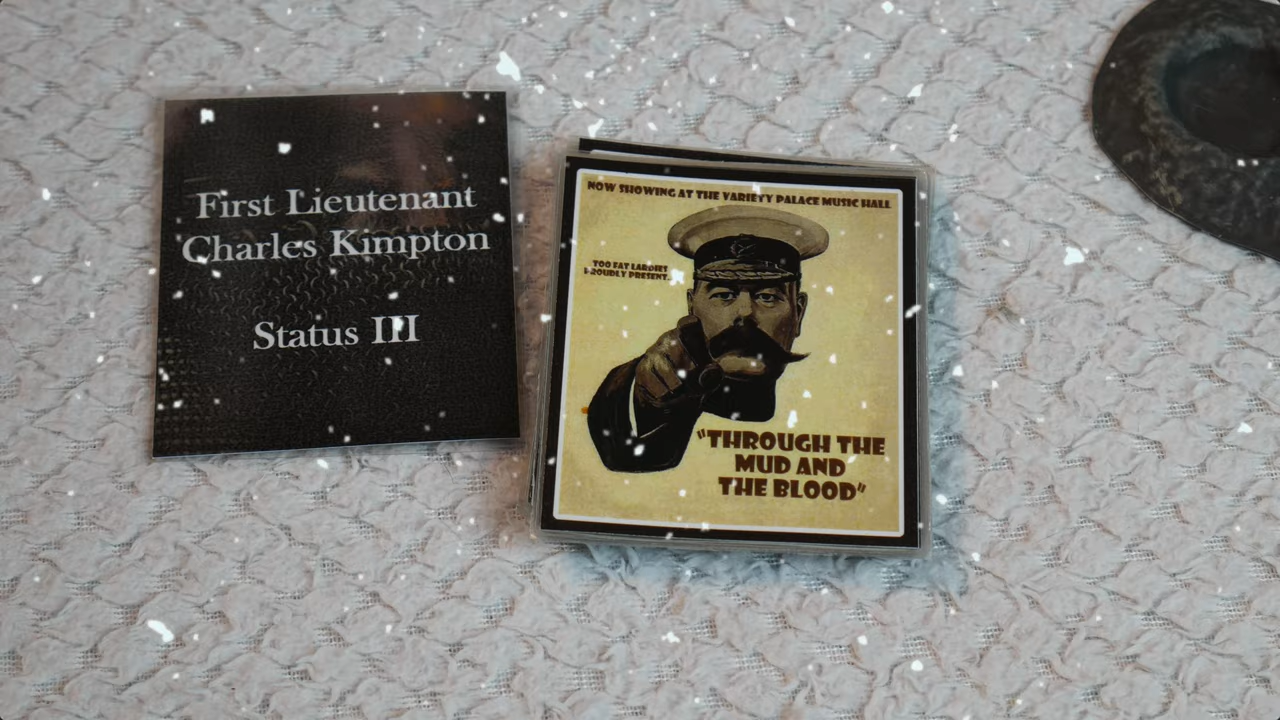 First Lieutenant
Charles Kimpton
Status III
NOW SHOWING AT THE VARIETY PALACE MUSIC HALL
TOO FAT LARDIES
PROUDLY PRESENT...
"THROUGH THE
MUD AND
THE BLOOD"